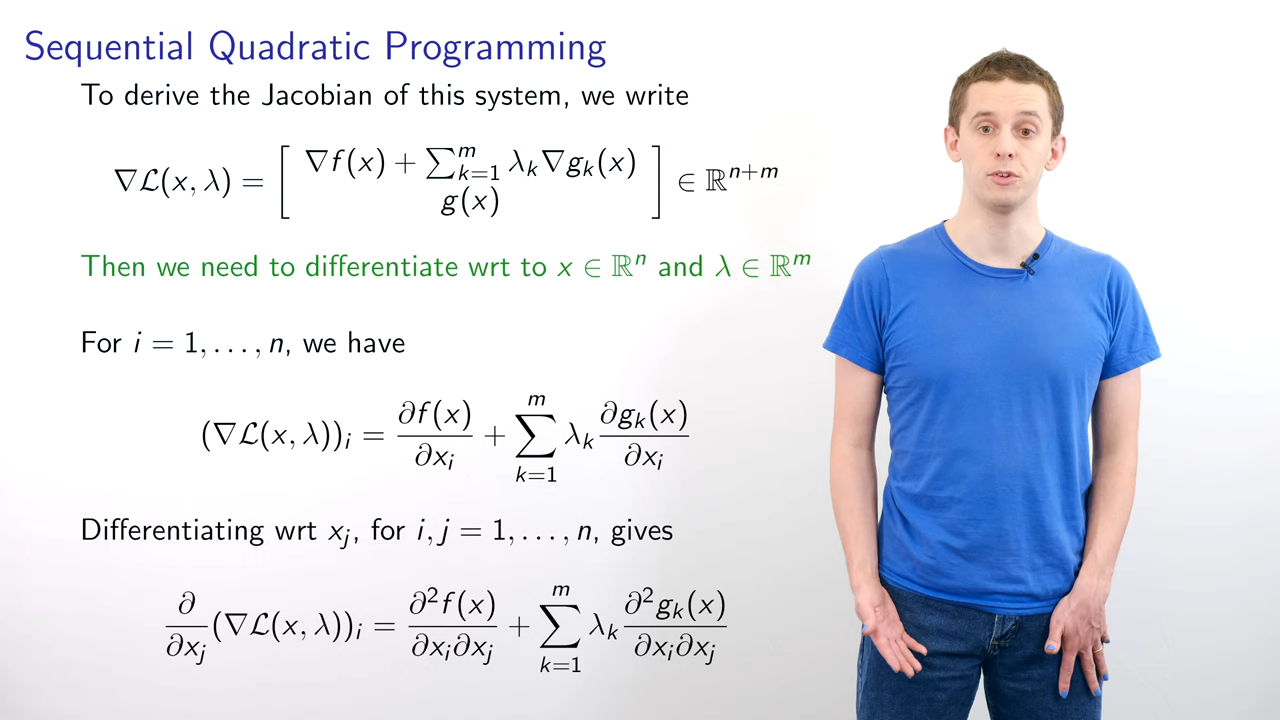 Sequential Quadratic Programming
To derive the Jacobian of this system, we write
∇ℒ(x, λ) = [ ∇f(x) + ∑_{k=1}^{m} λ_k∇g_k(x) ; g(x) ] ∈ ℝ^{n+m}
Then we need to differentiate wrt to x ∈ ℝ^n and λ ∈ ℝ^m
For i = 1, . . . , n, we have
(∇ℒ(x, λ))_i = ∂f(x)/∂x_i + ∑_{k=1}^{m} λ_k ∂g_k(x)/∂x_i
Differentiating wrt x_j, for i, j = 1, . . . , n, gives
∂/∂x_j (∇ℒ(x, λ))_i = ∂²f(x)/∂x_i∂x_j + ∑_{k=1}^{m} λ_k ∂²g_k(x)/∂x_i∂x_j